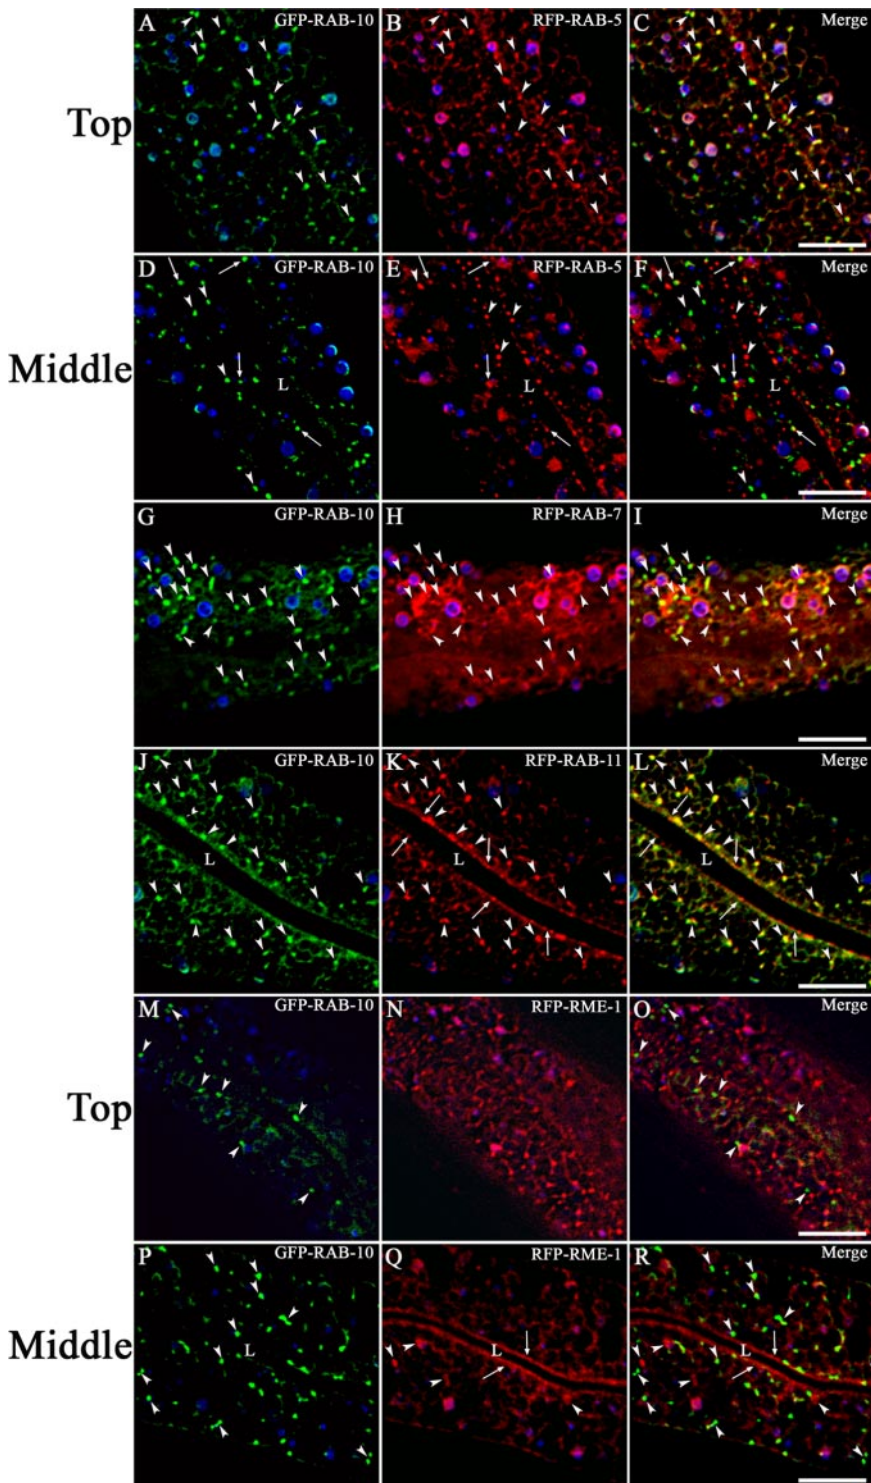 A GFP-RAB-10 B RFP-RAB-5 C Merge
Top
D GFP-RAB-10 E RFP-RAB-5 F Merge
Middle
L L L
G GFP-RAB-10 H RFP-RAB-7 I Merge
J GFP-RAB-10 K RFP-RAB-11 L Merge
L L L
M GFP-RAB-10 N RFP-RME-1 O Merge
Top
P GFP-RAB-10 Q RFP-RME-1 R Merge
Middle
L L L